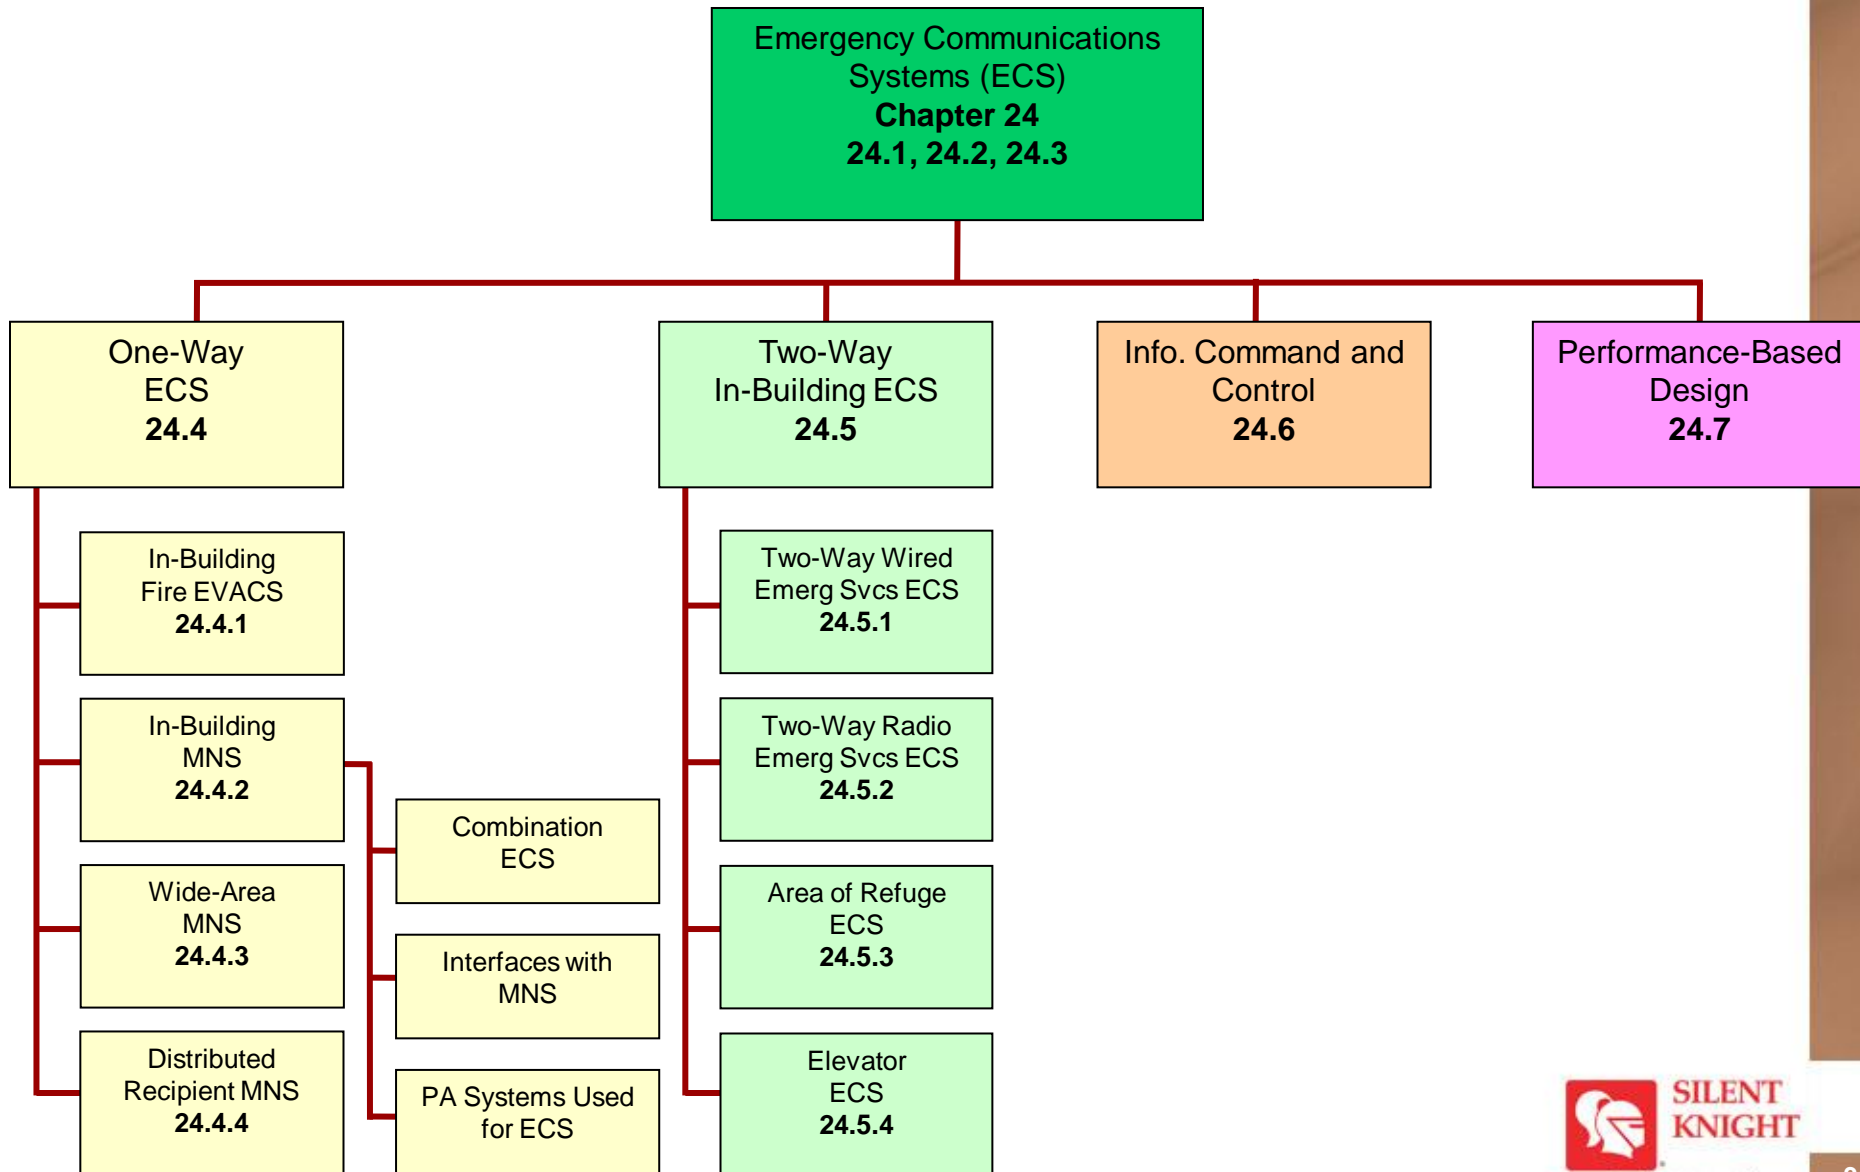 Emergency Communications
Systems (ECS)
Chapter 24
24.1, 24.2, 24.3
One-Way
ECS
24.4
Two-Way
In-Building ECS
24.5
Info. Command and
Control
24.6
Performance-Based
Design
24.7
In-Building
Fire EVACS
24.4.1
In-Building
MNS
24.4.2
Wide-Area
MNS
24.4.3
Distributed
Recipient MNS
24.4.4
Combination
ECS
Interfaces with
MNS
PA Systems Used
for ECS
Two-Way Wired
Emerg Svcs ECS
24.5.1
Two-Way Radio
Emerg Svcs ECS
24.5.2
Area of Refuge
ECS
24.5.3
Elevator
ECS
24.5.4
SILENT
KNIGHT